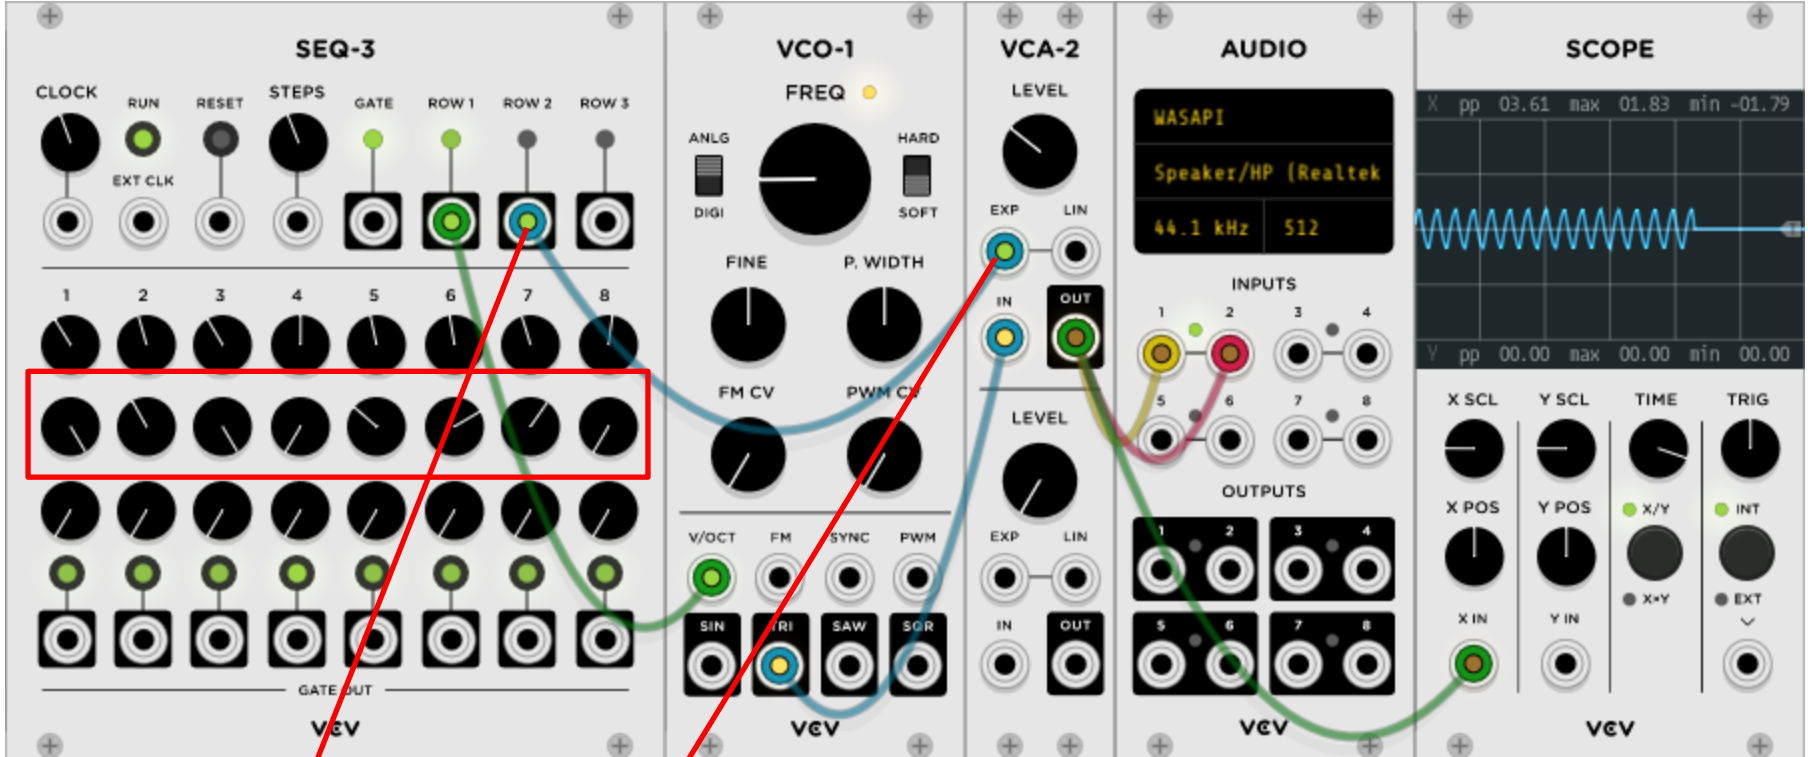 SEQ-3
CLOCK
RUN
RESET
STEPS
GATE
ROW 1
ROW 2
ROW 3
EXT CLK
1 2 3 4 5 6 7 8
GATE OUT
VCV
VCO-1
FREQ
ANLG
DIGI
HARD
SOFT
FINE
P. WIDTH
FM CV
PWM CV
V/OCT
FM
SYNC
PWM
SIN
TRI
SAW
SQR
VCV
VCA-2
LEVEL
EXP
LIN
IN
OUT
LEVEL
EXP
LIN
IN
OUT
AUDIO
WASAPI
Speaker/HP (Realtek
44.1 kHz
512
INPUTS
1 2 3 4
5 6 7 8
OUTPUTS
1 2 3 4
5 6 7 8
VCV
SCOPE
X pp 03.61 max 01.83 min -01.79
T
Y pp 00.00 max 00.00 min 00.00
X SCL
Y SCL
TIME
TRIG
X POS
Y POS
X/Y
INT
X×Y
EXT
X IN
Y IN
VCV